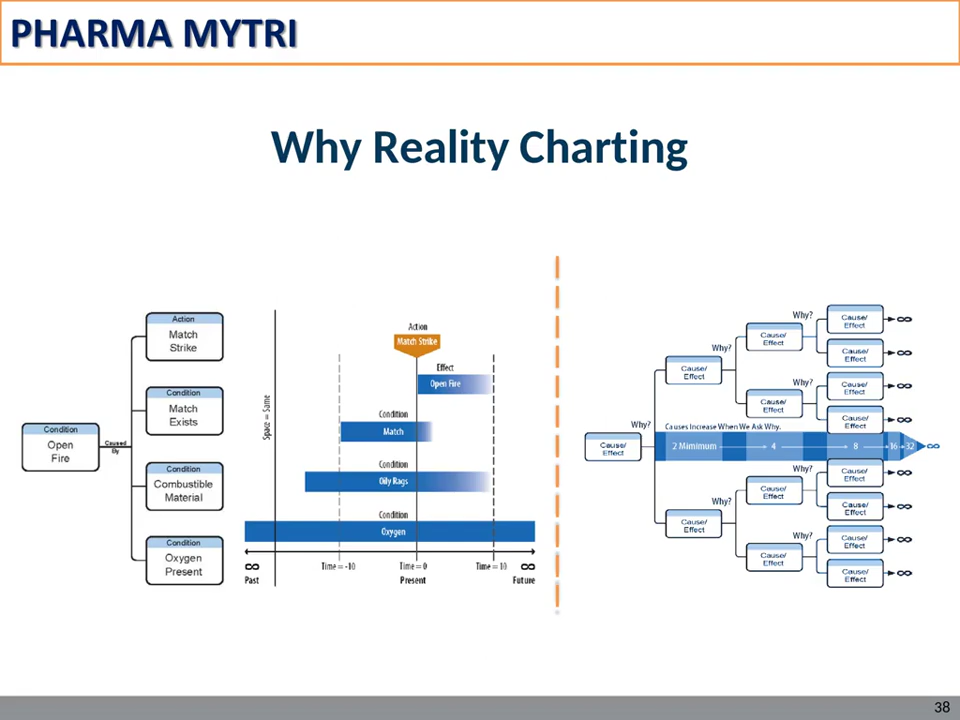 PHARMA MYTRI
Why Reality Charting
Condition
Open
Fire
Caused
By
Action
Match
Strike
Condition
Match
Exists
Condition
Combustible
Material
Condition
Oxygen
Present
Space = Same
Action
Match Strike
Effect
Open Fire
Condition
Match
Condition
Oily Rags
Condition
Oxygen
∞
Past
Time = -10
Time = 0
Present
Time = 10
∞
Future
Cause/
Effect
Why?
Cause/
Effect
Why?
Cause/
Effect
Why?
Cause/
Effect
∞
Cause/
Effect
∞
Cause/
Effect
Why?
Cause/
Effect
∞
Cause/
Effect
∞
Causes Increase When We Ask Why.
2 Mimimum 4 8 16 32 ∞
Cause/
Effect
Why?
Cause/
Effect
Why?
Cause/
Effect
∞
Cause/
Effect
∞
Cause/
Effect
Why?
Cause/
Effect
∞
Cause/
Effect
∞
38